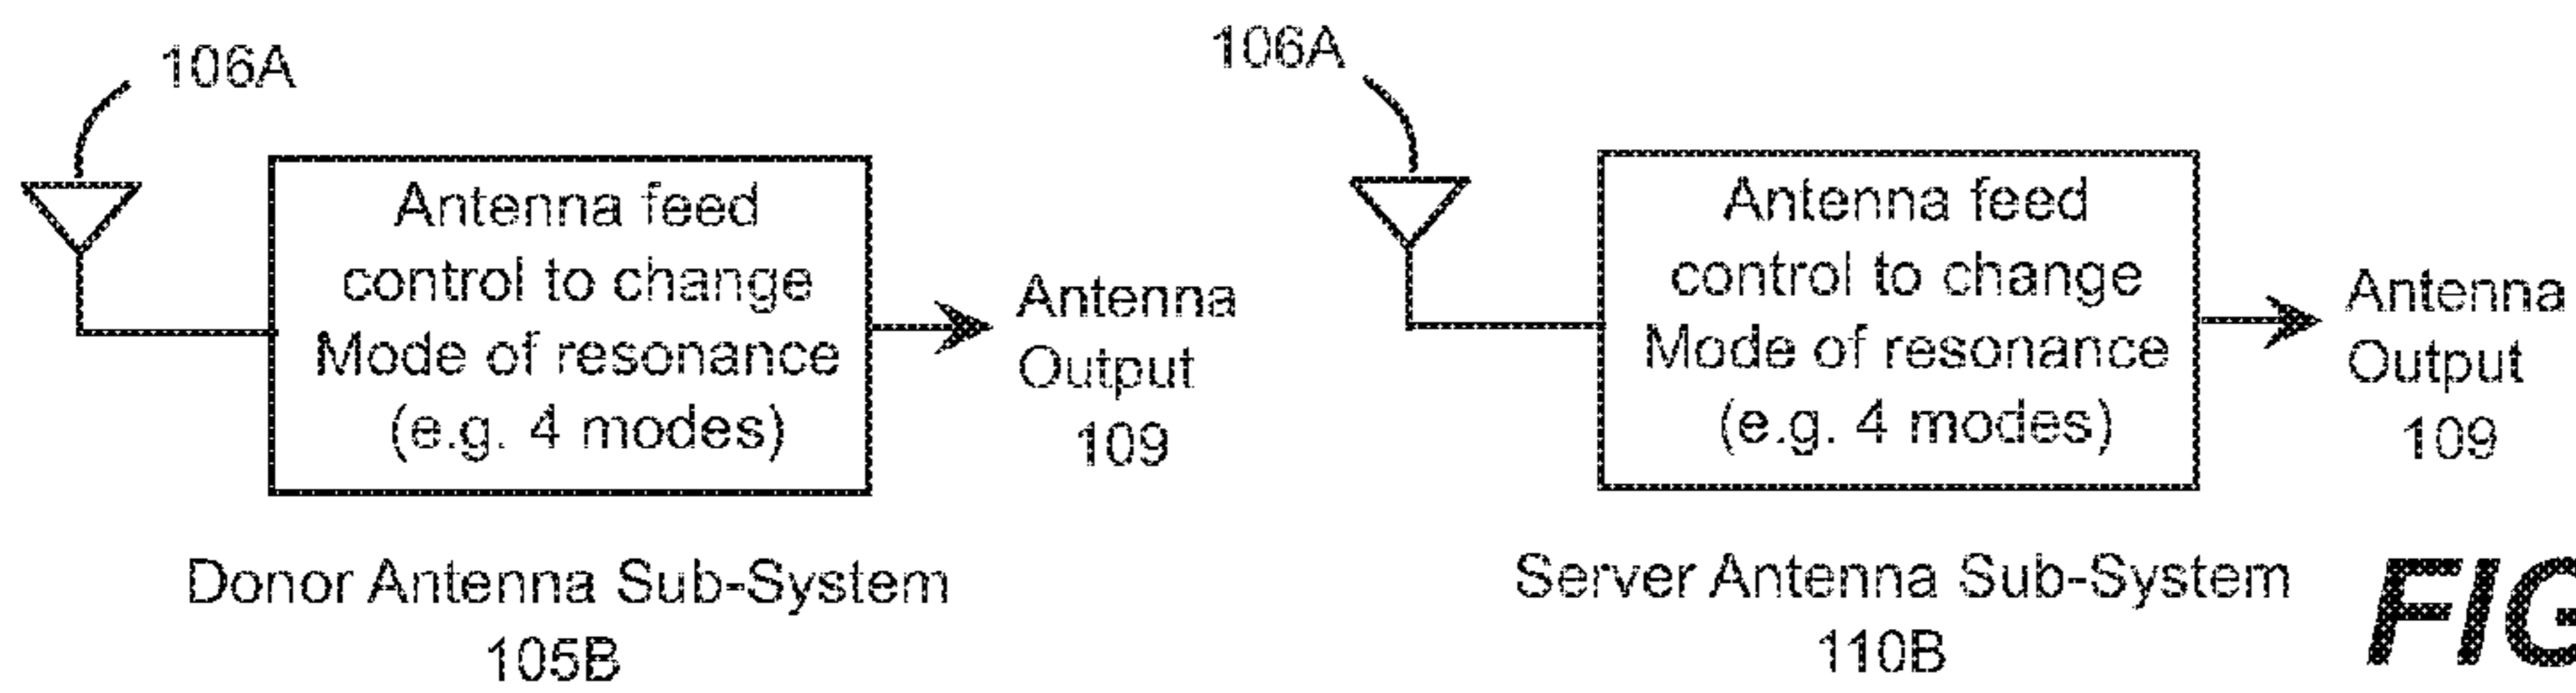 106A
Antenna feed
control to change
Mode of resonance
(e.g. 4 modes)
Antenna
Output
109
Donor Antenna Sub-System
105B
106A
Antenna feed
control to change
Mode of resonance
(e.g. 4 modes)
Antenna
Output
109
Server Antenna Sub-System
110B
FIG